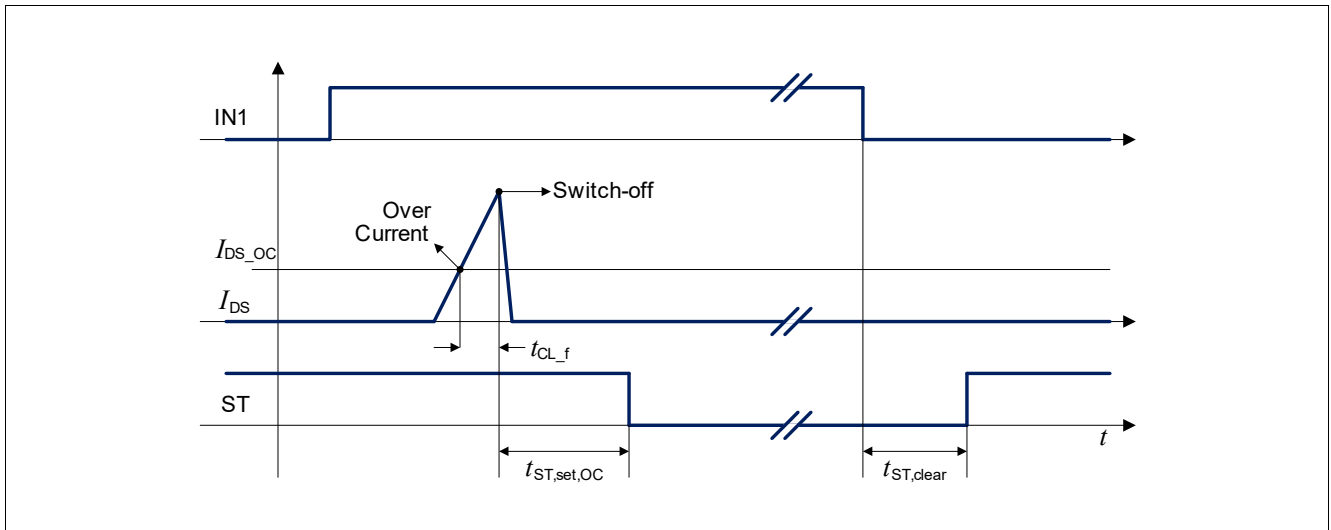 IN1
Switch-off
Over
Current
IDS_OC
IDS
tCL_f
ST
t
tST,set,OC
tST,clear